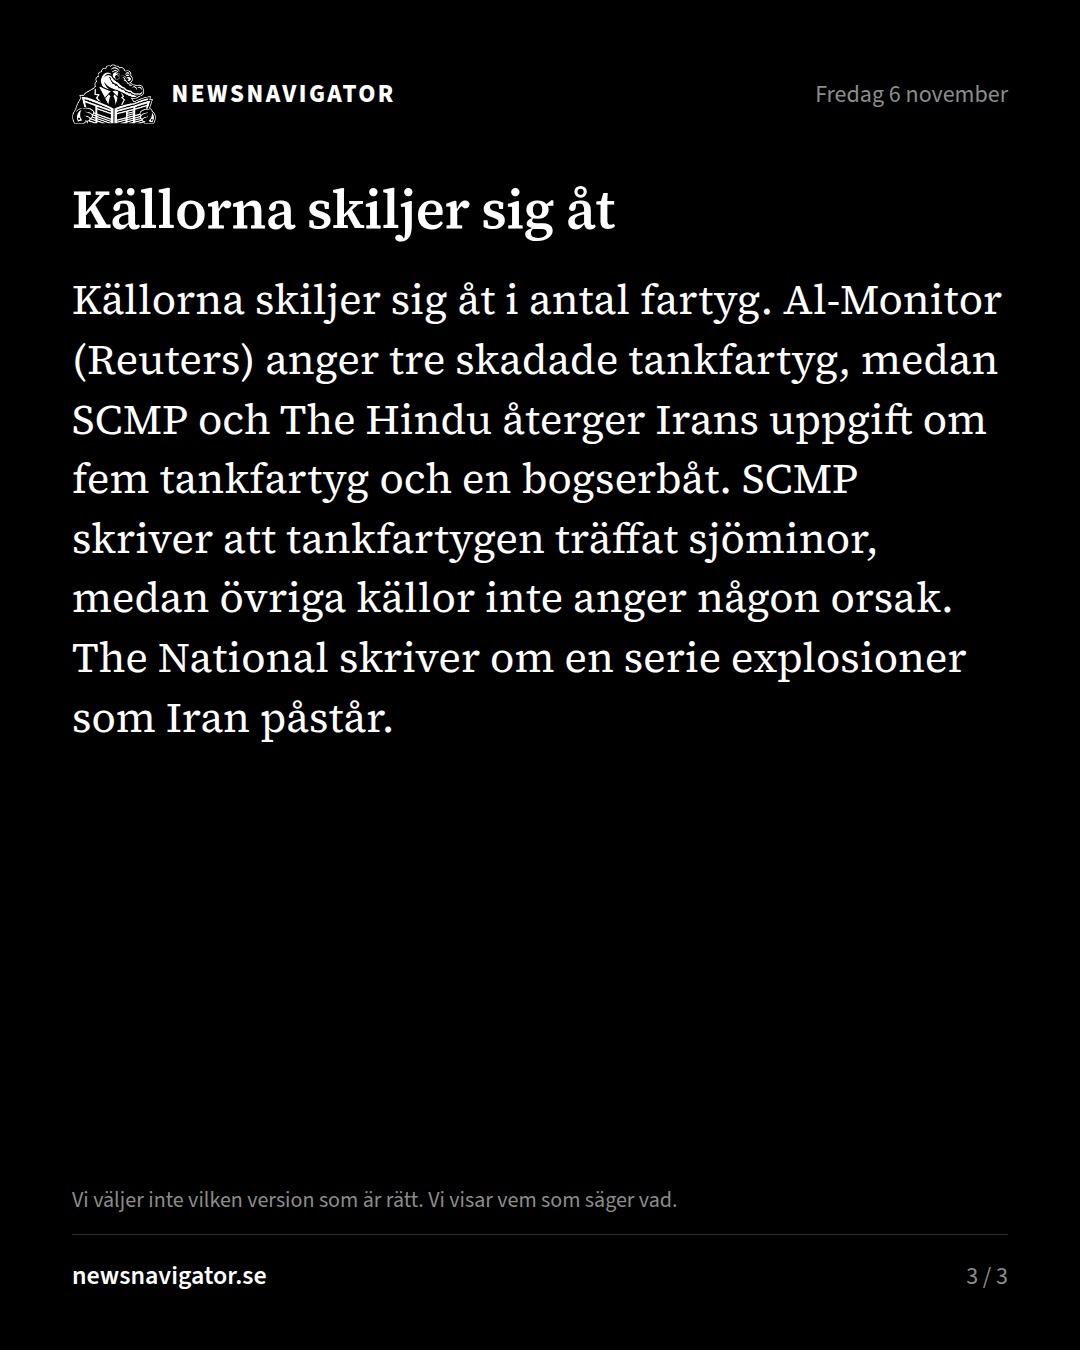 NEWSNAVIGATOR
Fredag 6 november
Källorna skiljer sig åt
Källorna skiljer sig åt i antal fartyg. Al-Monitor
(Reuters) anger tre skadade tankfartyg, medan
SCMP och The Hindu återger Irans uppgift om
fem tankfartyg och en bogserbåt. SCMP
skriver att tankfartygen träffat sjöminor,
medan övriga källor inte anger någon orsak.
The National skriver om en serie explosioner
som Iran påstår.
Vi väljer inte vilken version som är rätt. Vi visar vem som säger vad.
newsnavigator.se
3 / 3